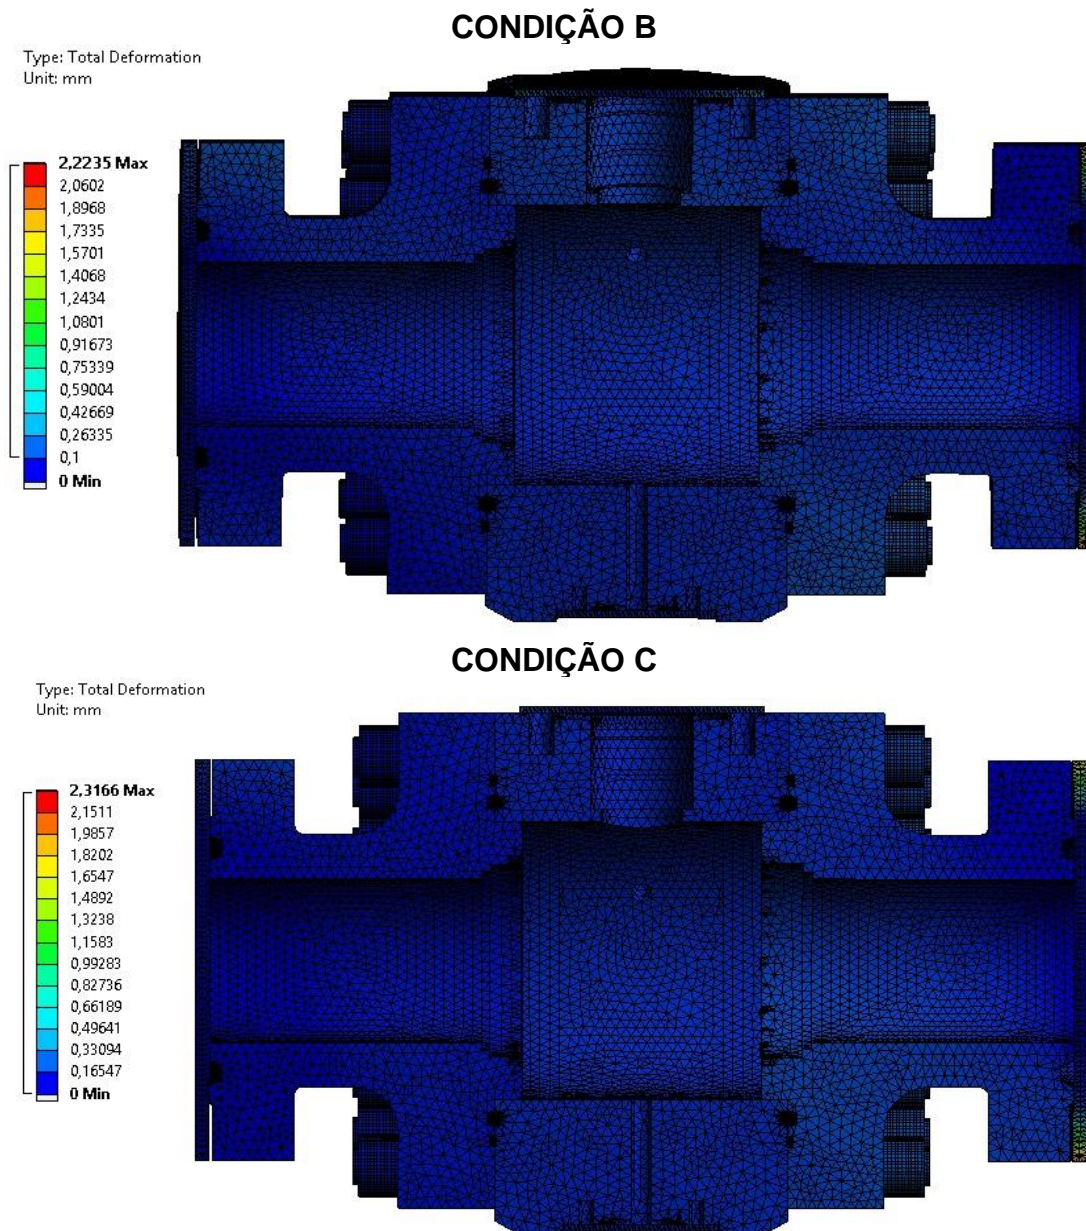 CONDIÇÃO B
Type: Total Deformation
Unit: mm
2,2235 Max
2,0602
1,8968
1,7335
1,5701
1,4068
1,2434
1,0801
0,91673
0,75339
0,59004
0,42669
0,26335
0,1
0 Min
CONDIÇÃO C
Type: Total Deformation
Unit: mm
2,3166 Max
2,1511
1,9857
1,8202
1,6547
1,4892
1,3238
1,1583
0,99283
0,82736
0,66189
0,49641
0,33094
0,16547
0 Min